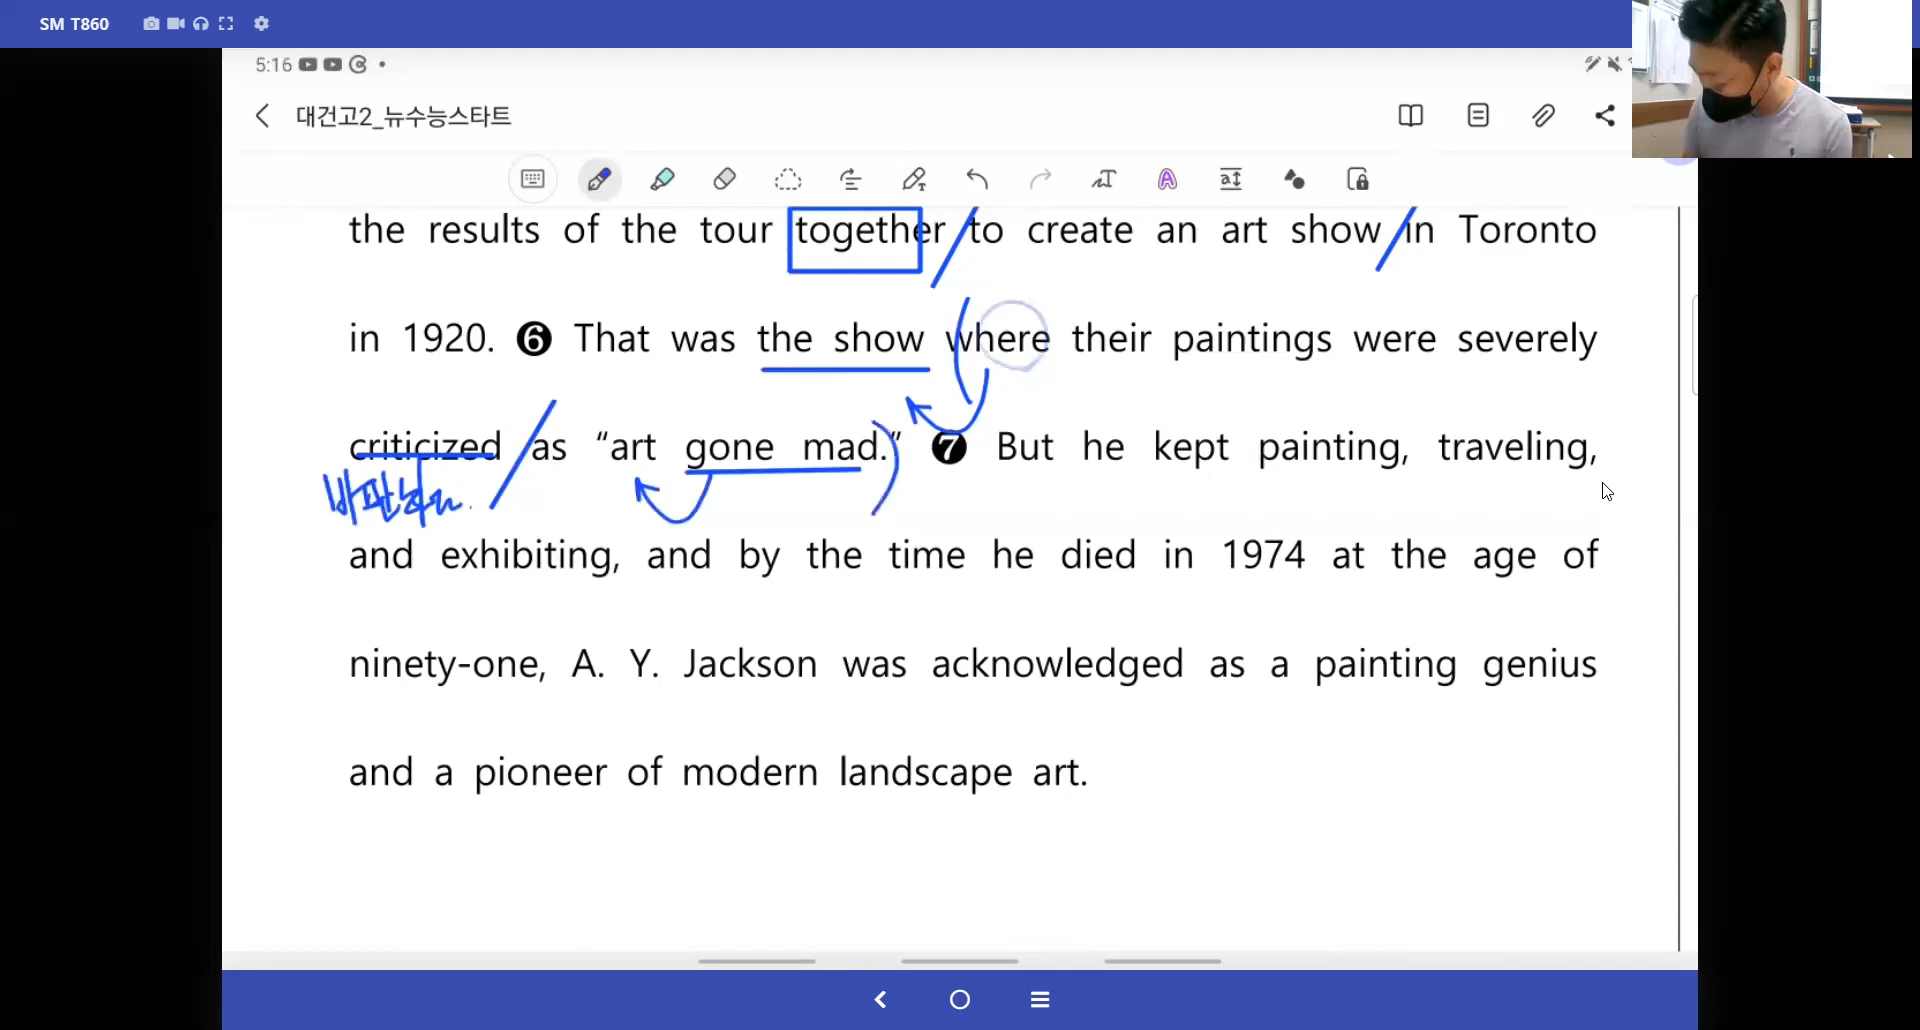 SM T860
5:16
대건고2_뉴수능스타트
the results of the tour together to create an art show in Toronto
in 1920. ❻ That was the show where their paintings were severely
criticized as “art gone mad.” ❼ But he kept painting, traveling,
비판하다
and exhibiting, and by the time he died in 1974 at the age of
ninety-one, A. Y. Jackson was acknowledged as a painting genius
and a pioneer of modern landscape art.